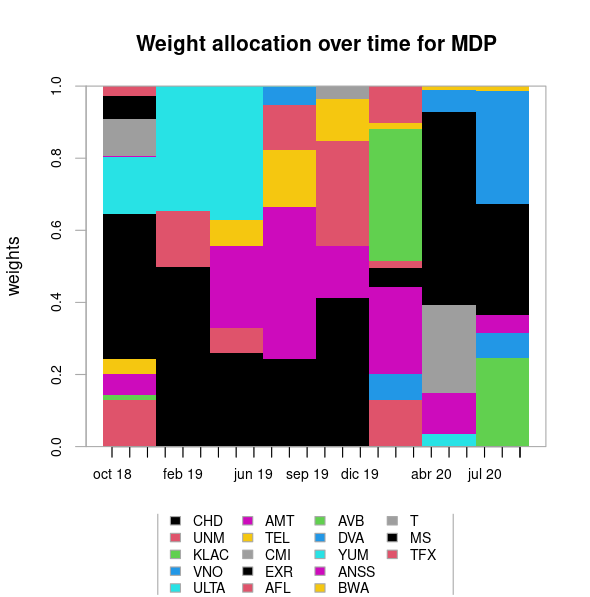 Weight allocation over time for MDP
weights
1.0
0.8
0.6
0.4
0.2
0.0
oct 18 feb 19 jun 19 sep 19 dic 19 abr 20 jul 20
CHD AMT AVB T
UNM TEL DVA MS
KLAC CMI YUM TFX
VNO EXR ANSS
ULTA AFL BWA